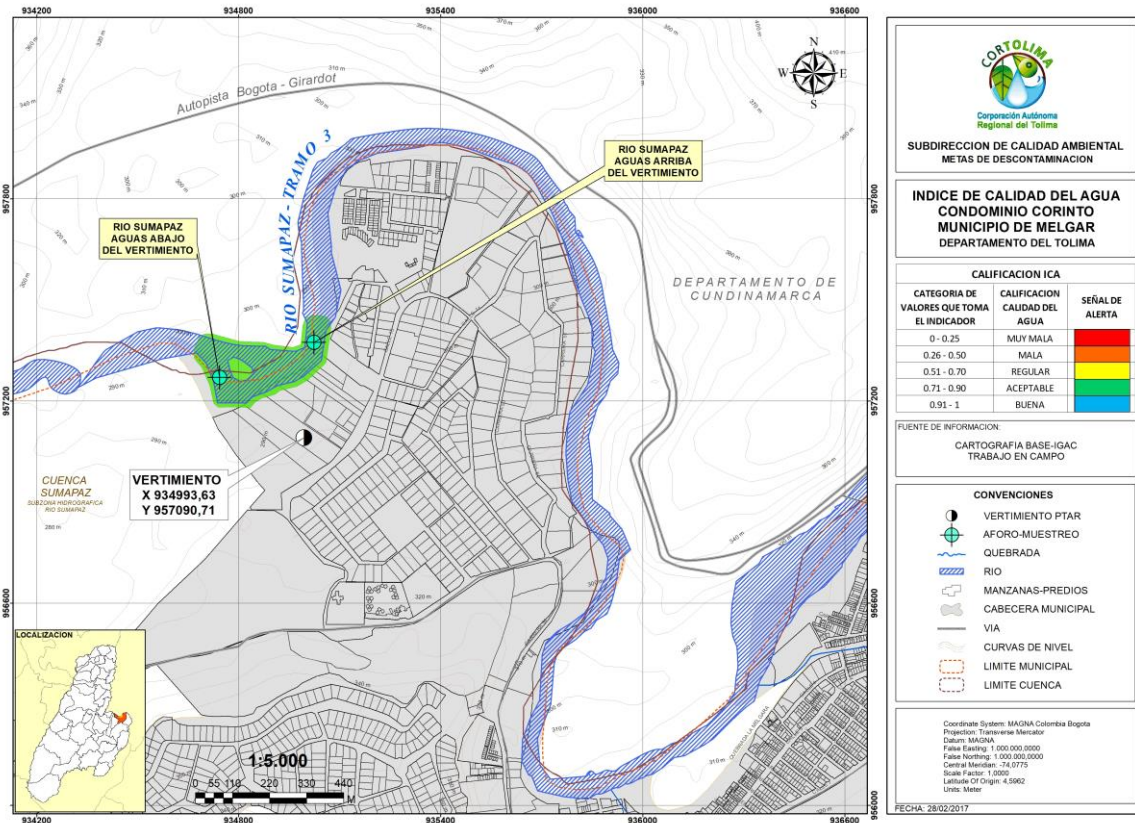 934200
934800
935400
936000
936600
957800
957200
956600
956000
957800
957200
956600
934200
934800
935400
936000
936600
N
W
E
S
Autopista Bogota - Girardot
RIO SUMAPAZ - TRAMO 3
RIO SUMAPAZ
AGUAS ARRIBA
DEL VERTIMIENTO
RIO SUMAPAZ
AGUAS ABAJO
DEL VERTIMIENTO
DEPARTAMENTO DE
CUNDINAMARCA
VERTIMIENTO
X 934993,63
Y 957090,71
CUENCA
SUMAPAZ
SUBZONA HIDROGRAFICA
RIO SUMAPAZ
LOCALIZACION
1:5.000
0 55 110 220 330 440
M
CORTOLIMA
Corporación Autónoma
Regional del Tolima
SUBDIRECCION DE CALIDAD AMBIENTAL
METAS DE DESCONTAMINACION
INDICE DE CALIDAD DEL AGUA
CONDOMINIO CORINTO
MUNICIPIO DE MELGAR
DEPARTAMENTO DEL TOLIMA
CALIFICACION ICA
CATEGORIA DE VALORES QUE TOMA EL INDICADOR
CALIFICACION CALIDAD DEL AGUA
SEÑAL DE ALERTA
0 - 0.25 MUY MALA
0.26 - 0.50 MALA
0.51 - 0.70 REGULAR
0.71 - 0.90 ACEPTABLE
0.91 - 1 BUENA
FUENTE DE INFORMACION:
CARTOGRAFIA BASE-IGAC
TRABAJO EN CAMPO
CONVENCIONES
VERTIMIENTO PTAR
AFORO-MUESTREO
QUEBRADA
RIO
MANZANAS-PREDIOS
CABECERA MUNICIPAL
VIA
CURVAS DE NIVEL
LIMITE MUNICIPAL
LIMITE CUENCA
Coordinate System: MAGNA Colombia Bogota
Projection: Transverse Mercator
Datum: MAGNA
False Easting: 1.000.000,0000
False Northing: 1.000.000,0000
Central Meridian: -74,0775
Scale Factor: 1,0000
Latitude Of Origin: 4,5962
Units: Meter
FECHA: 28/02/2017